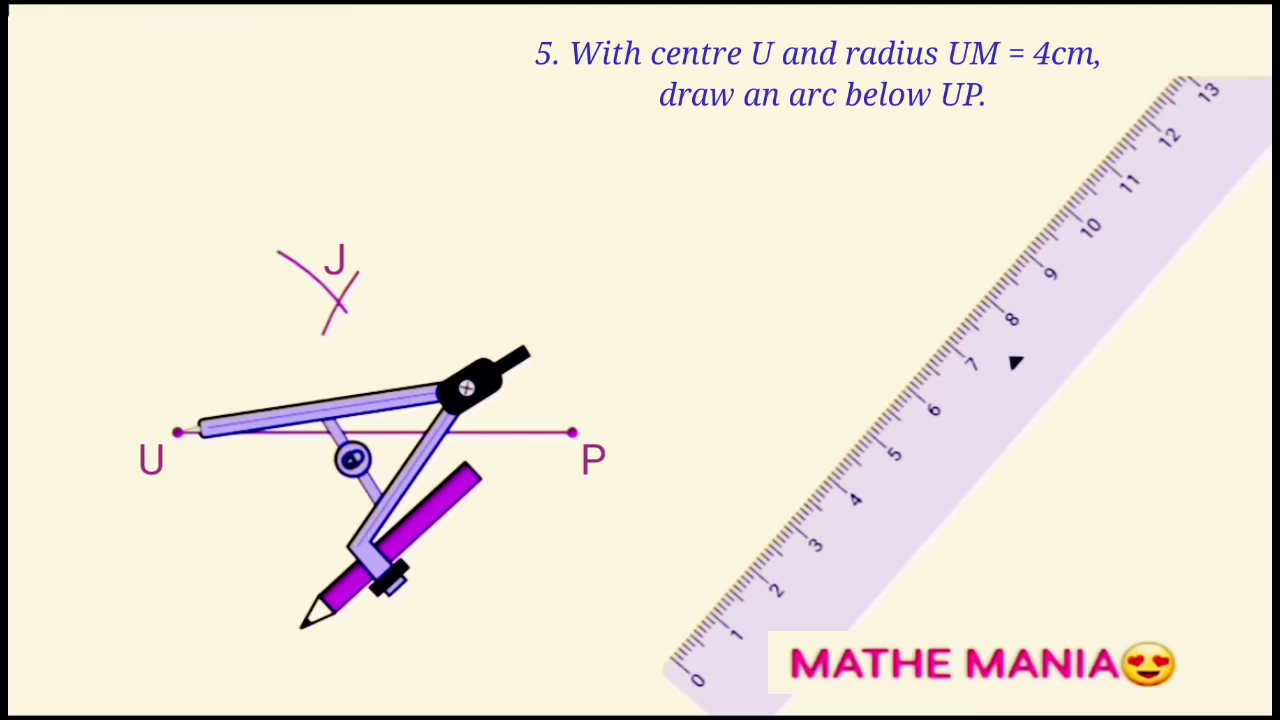 5. With centre U and radius UM = 4cm,
draw an arc below UP.
J
U
P
0
1
2
3
4
5
6
7
8
9
10
11
12
13
MATHE MANIA😍